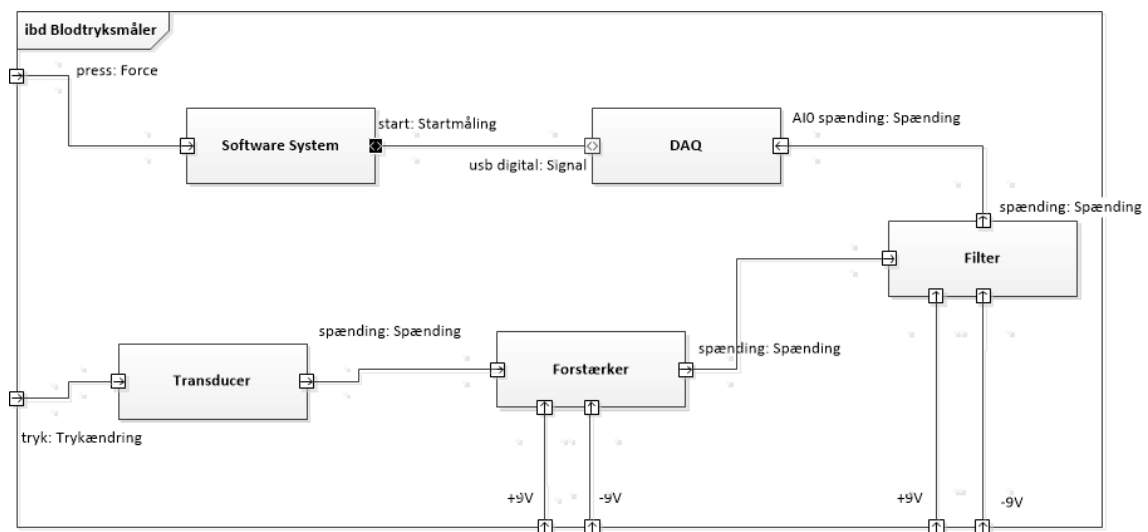 ibd Blodtryksmåler
press: Force
Software System
start: Startmåling
usb digital: Signal
DAQ
AI0 spænding: Spænding
spænding: Spænding
Filter
spænding: Spænding
Forstærker
spænding: Spænding
Transducer
tryk: Trykændring
+9V
-9V
+9V
-9V